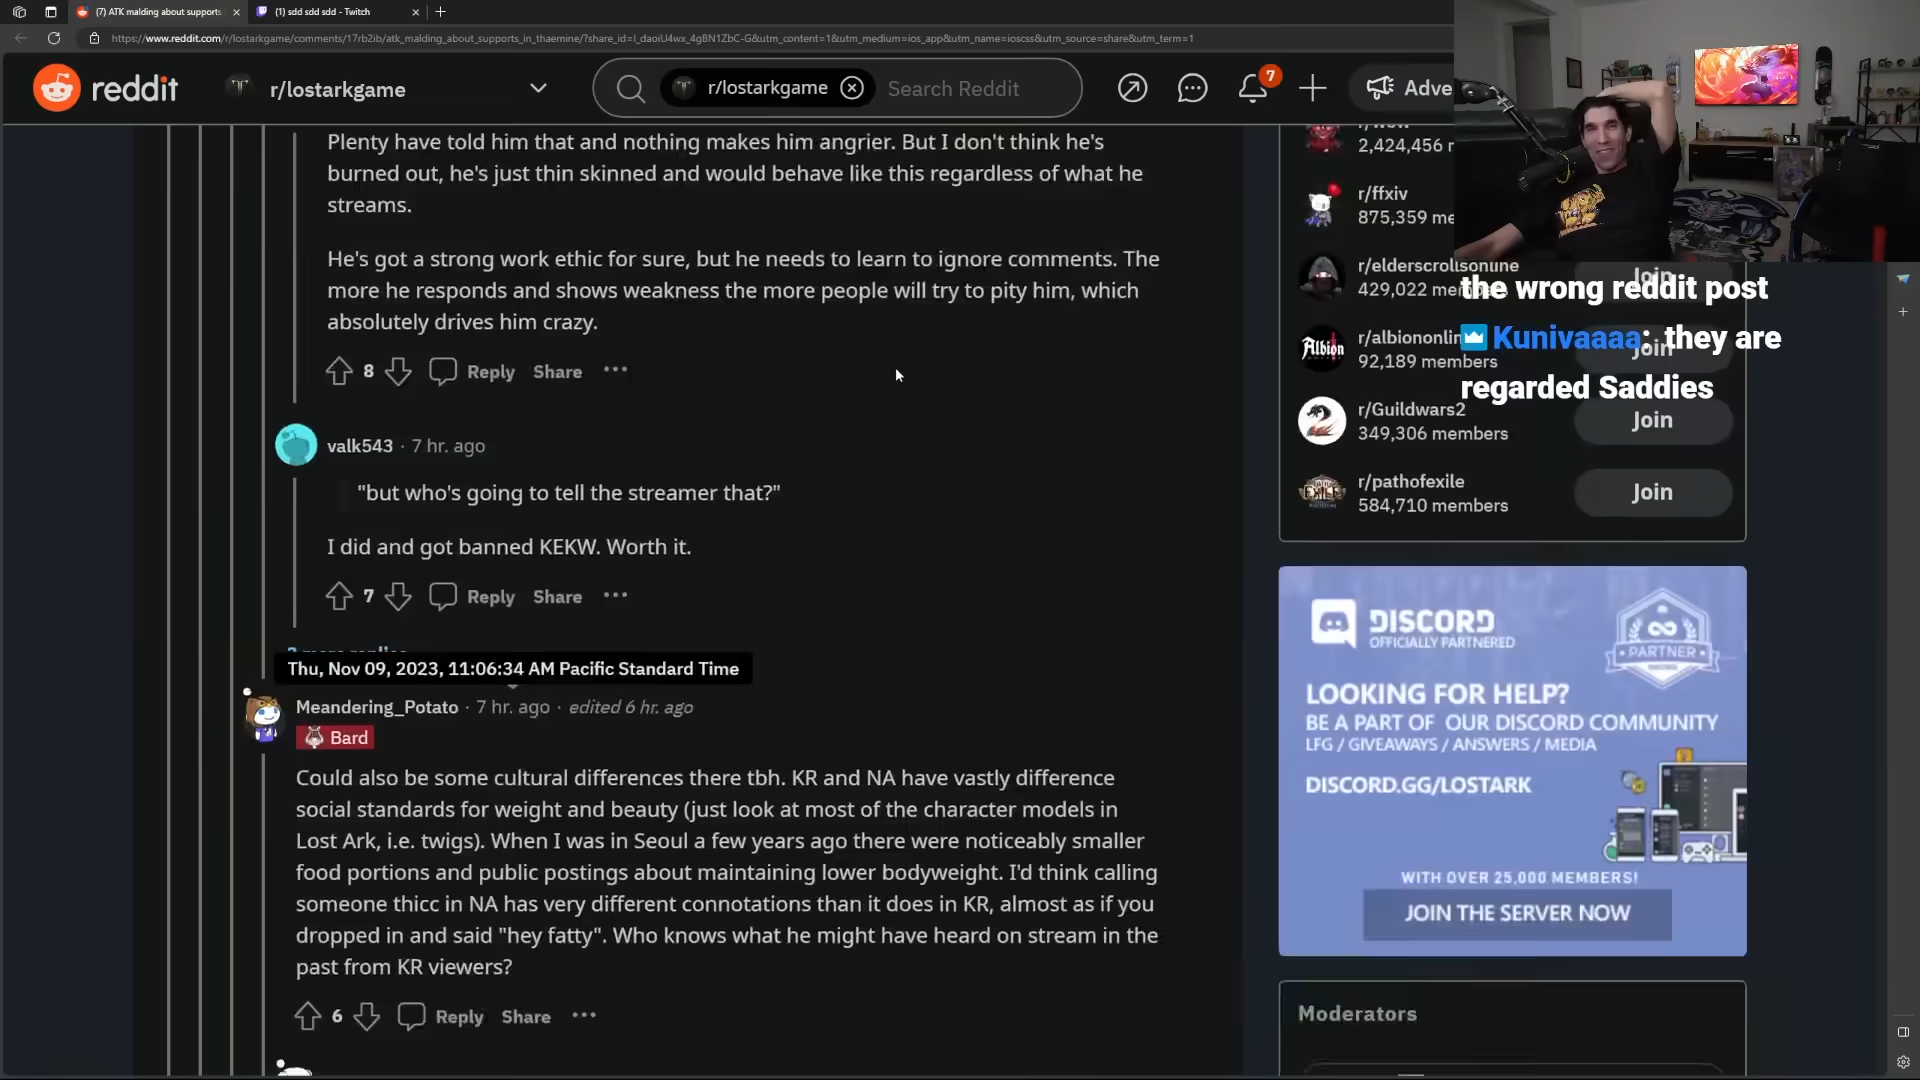 (7) ATK malding about supports
(1) sdd sdd sdd - Twitch
https://www.reddit.com/r/lostarkgame/comments/17rb2ib/atk_malding_about_supports_in_thaemine/?share_id=l_daoiU4wx_4gBN1ZbC-G&utm_content=1&utm_medium=ios_app&utm_name=ioscss&utm_source=share&utm_term=1
reddit
r/lostarkgame
r/lostarkgame
Search Reddit
7
Adve
Plenty have told him that and nothing makes him angrier. But I don't think he's
burned out, he's just thin skinned and would behave like this regardless of what he
streams.
He's got a strong work ethic for sure, but he needs to learn to ignore comments. The
more he responds and shows weakness the more people will try to pity him, which
absolutely drives him crazy.
8
Reply Share
valk543 · 7 hr. ago
"but who's going to tell the streamer that?"
I did and got banned KEKW. Worth it.
7
Reply Share
Thu, Nov 09, 2023, 11:06:34 AM Pacific Standard Time
Meandering_Potato · 7 hr. ago · edited 6 hr. ago
Bard
Could also be some cultural differences there tbh. KR and NA have vastly difference
social standards for weight and beauty (just look at most of the character models in
Lost Ark, i.e. twigs). When I was in Seoul a few years ago there were noticeably smaller
food portions and public postings about maintaining lower bodyweight. I'd think calling
someone thicc in NA has very different connotations than it does in KR, almost as if you
dropped in and said "hey fatty". Who knows what he might have heard on stream in the
past from KR viewers?
6
Reply Share
2,424,456
r/ffxiv
875,359 me
r/elderscrollsonline
429,022 mem
Join
r/albiononlin
92,189 members
Join
r/Guildwars2
349,306 members
Join
r/pathofexile
584,710 members
Join
the wrong reddit post
Kunivaaaa: they are
regarded Saddies
DISCORD
OFFICIALLY PARTNERED
PARTNER
LOOKING FOR HELP?
BE A PART OF OUR DISCORD COMMUNITY
LFG / GIVEAWAYS / ANSWERS / MEDIA
DISCORD.GG/LOSTARK
WITH OVER 25,000 MEMBERS!
JOIN THE SERVER NOW
Moderators